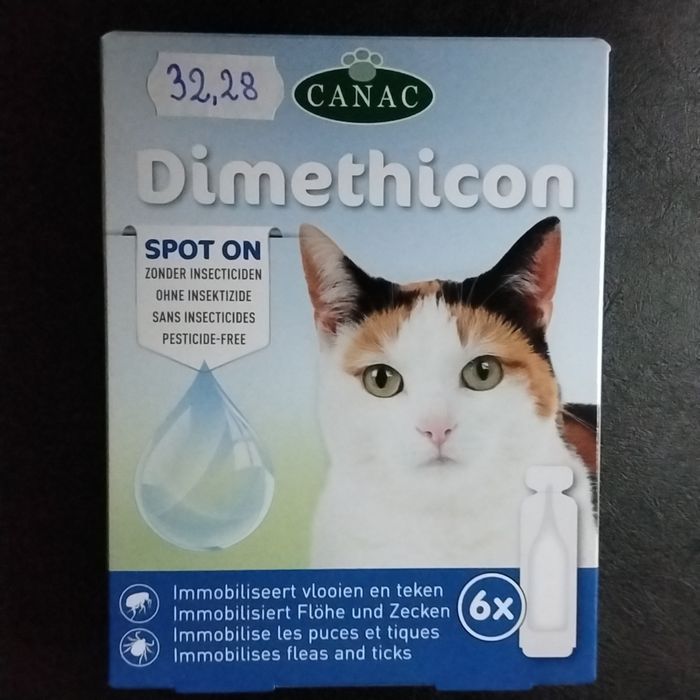 32,28
CANAC
Dimethicon
SPOT ON
ZONDER INSECTICIDEN
OHNE INSEKTIZIDE
SANS INSECTICIDES
PESTICIDE-FREE
Immobiliseert vlooien en teken
Immobilisiert Flöhe und Zecken
Immobilise les puces et tiques
Immobilises fleas and ticks
6x